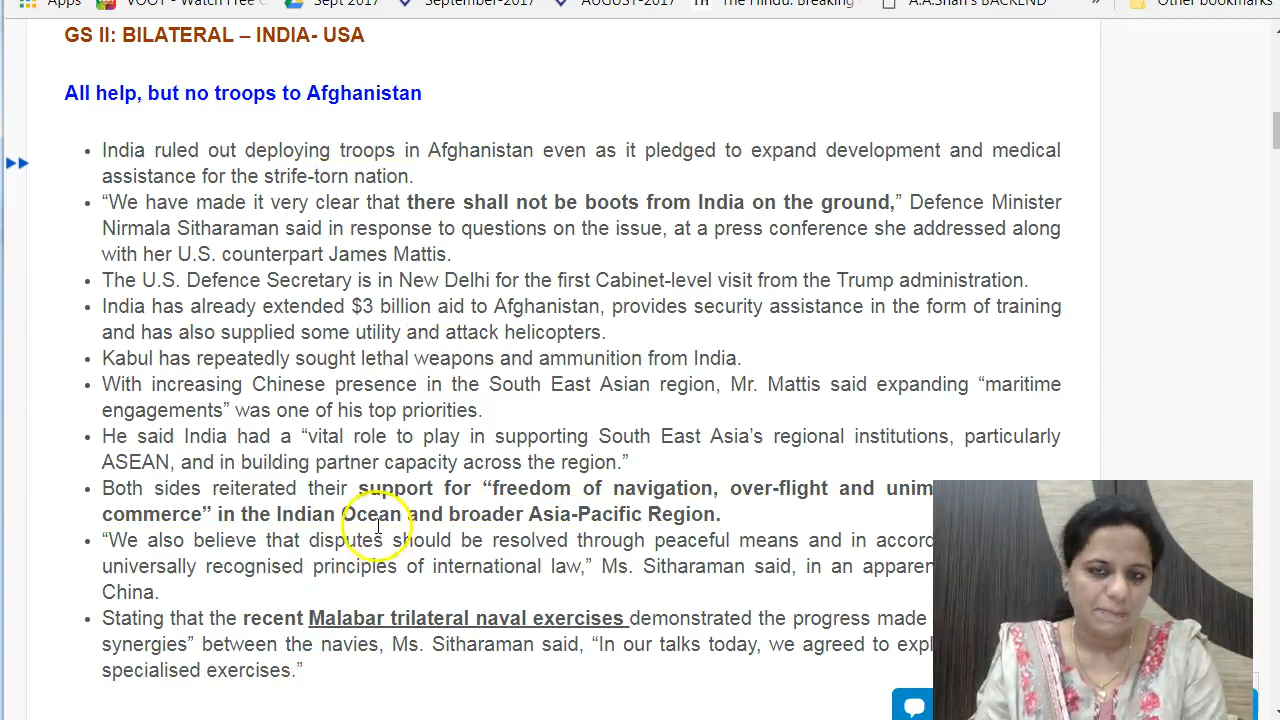 Apps VOOT - Watch Free Sept 2017 September-2017 AUGUST-2017 TH The Hindu: Breaking A.A.Shah's BACKEND » Other bookmarks
GS II: BILATERAL – INDIA- USA
All help, but no troops to Afghanistan
• India ruled out deploying troops in Afghanistan even as it pledged to expand development and medical
assistance for the strife-torn nation.
• “We have made it very clear that there shall not be boots from India on the ground,” Defence Minister
Nirmala Sitharaman said in response to questions on the issue, at a press conference she addressed along
with her U.S. counterpart James Mattis.
• The U.S. Defence Secretary is in New Delhi for the first Cabinet-level visit from the Trump administration.
• India has already extended $3 billion aid to Afghanistan, provides security assistance in the form of training
and has also supplied some utility and attack helicopters.
• Kabul has repeatedly sought lethal weapons and ammunition from India.
• With increasing Chinese presence in the South East Asian region, Mr. Mattis said expanding “maritime
engagements” was one of his top priorities.
• He said India had a “vital role to play in supporting South East Asia’s regional institutions, particularly
ASEAN, and in building partner capacity across the region.”
• Both sides reiterated their support for “freedom of navigation, over-flight and unim
commerce” in the Indian Ocean and broader Asia-Pacific Region.
• “We also believe that disputes should be resolved through peaceful means and in accord
universally recognised principles of international law,” Ms. Sitharaman said, in an apparen
China.
• Stating that the recent Malabar trilateral naval exercises demonstrated the progress made
synergies” between the navies, Ms. Sitharaman said, “In our talks today, we agreed to expl
specialised exercises.”